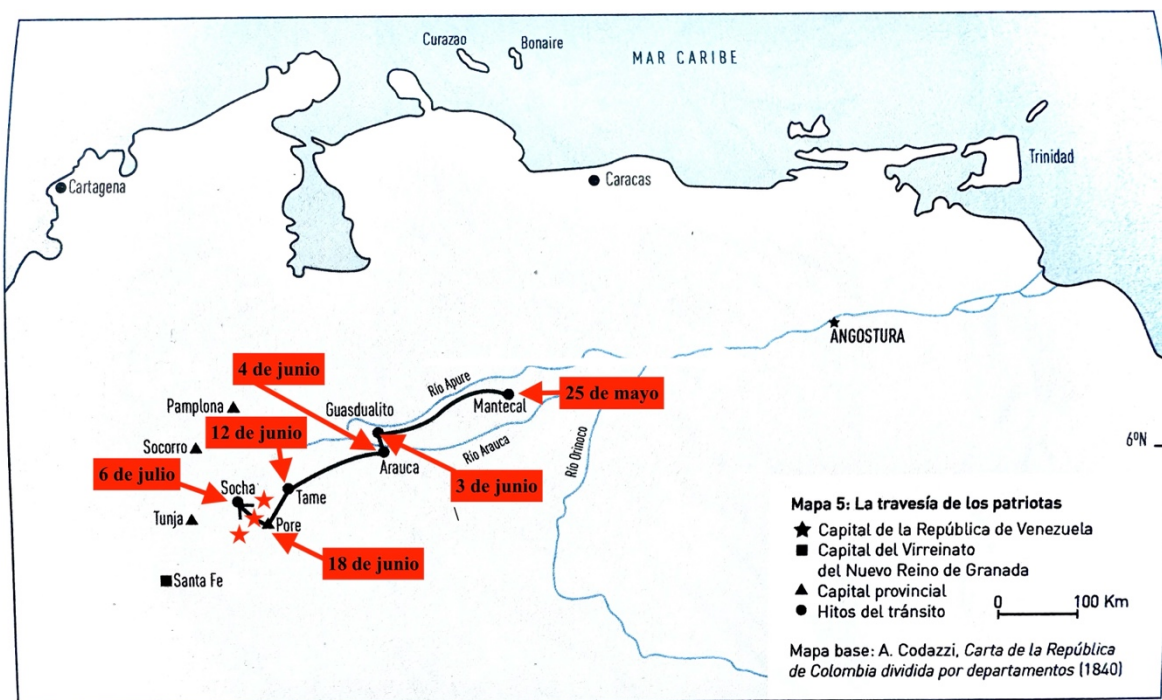 Curazao
Bonaire
MAR CARIBE
Trinidad
Cartagena
Caracas
ANGOSTURA
4 de junio
Río Apure
25 de mayo
Pamplona
Guasdualito
Mantecal
12 de junio
Socorro
Río Arauca
Río Orinoco
6ºN
Arauca
6 de julio
Socha
3 de junio
Tame
Tunja
Pore
18 de junio
Santa Fe
Mapa 5: La travesía de los patriotas
Capital de la República de Venezuela
Capital del Virreinato
del Nuevo Reino de Granada
Capital provincial
Hitos del tránsito
0 100 Km
Mapa base: A. Codazzi, Carta de la República
de Colombia dividida por departamentos (1840)